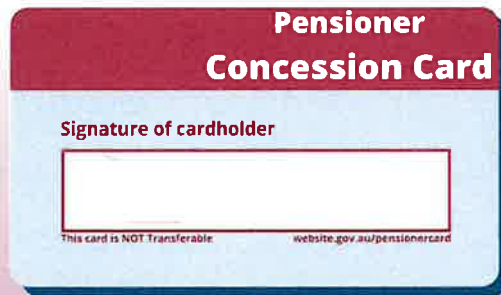 Pensioner
Concession Card
Signature of cardholder
This card is NOT Transferable website.gov.au/pensionercard